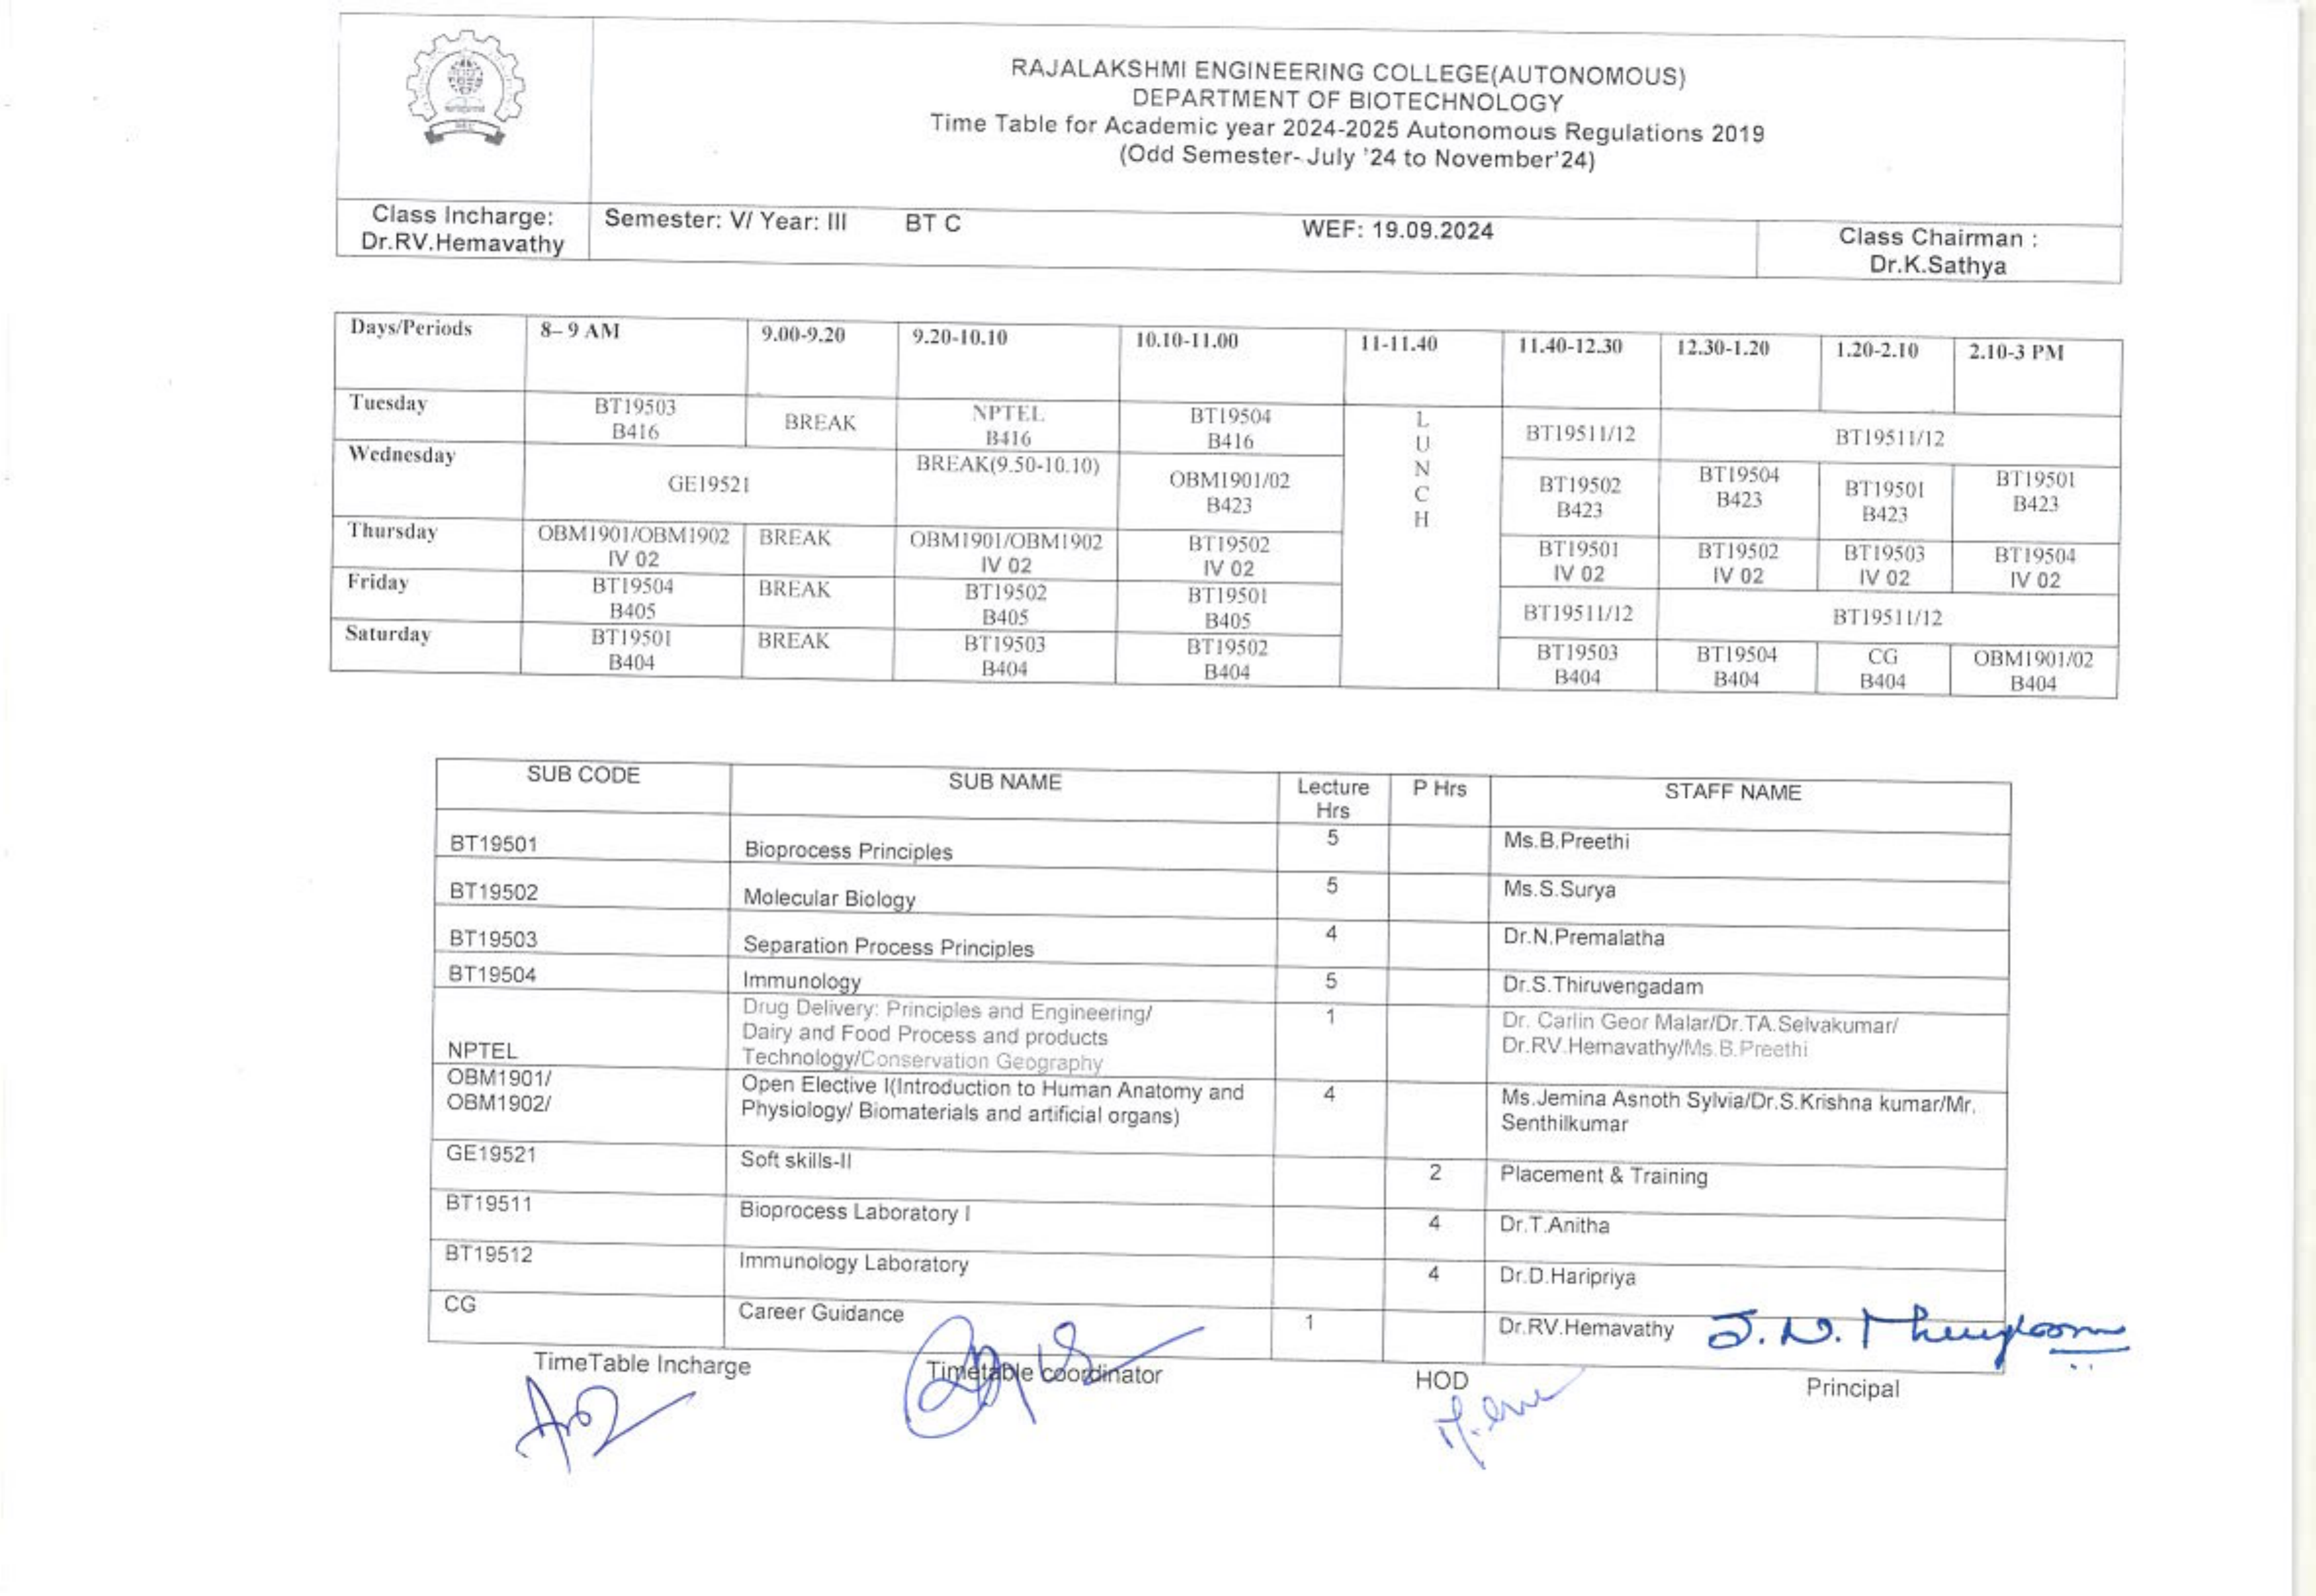 RAJALAKSHMI ENGINEERING COLLEGE(AUTONOMOUS)
DEPARTMENT OF BIOTECHNOLOGY
Time Table for Academic year 2024-2025 Autonomous Regulations 2019
(Odd Semester- July '24 to November'24)
Class Incharge:
Dr.RV.Hemavathy
Semester: V/ Year: III BT C WEF: 19.09.2024
Class Chairman :
Dr.K.Sathya
Days/Periods 8– 9 AM 9.00-9.20 9.20-10.10 10.10-11.00 11-11.40 11.40-12.30 12.30-1.20 1.20-2.10 2.10-3 PM
LUNCH
Tuesday BT19503 BREAK NPTEL BT19504 BT19511/12 BT19511/12
B416 B416 B416
Wednesday GE19521 BREAK(9.50-10.10) OBM1901/02 BT19502 BT19504 BT19501 BT19501
B423 B423 B423 B423 B423
Thursday OBM1901/OBM1902 BREAK OBM1901/OBM1902 BT19502 BT19501 BT19502 BT19503 BT19504
IV 02 IV 02 IV 02 IV 02 IV 02 IV 02 IV 02
Friday BT19504 BREAK BT19502 BT19501 BT19511/12 BT19511/12
B405 B405 B405
Saturday BT19501 BREAK BT19503 BT19502 BT19503 BT19504 CG OBM1901/02
B404 B404 B404 B404 B404 B404 B404
SUB CODE SUB NAME Lecture Hrs P Hrs STAFF NAME
BT19501 Bioprocess Principles 5 Ms.B.Preethi
BT19502 Molecular Biology 5 Ms.S.Surya
BT19503 Separation Process Principles 4 Dr.N.Premalatha
BT19504 Immunology 5 Dr.S.Thiruvengadam
NPTEL
Drug Delivery: Principles and Engineering/
Dairy and Food Process and products
Technology/Conservation Geography
1
Dr. Carlin Geor Malar/Dr.TA.Selvakumar/
Dr.RV.Hemavathy/Ms.B.Preethi
OBM1901/
OBM1902/
Open Elective I(Introduction to Human Anatomy and
Physiology/ Biomaterials and artificial organs)
4
Ms.Jemina Asnoth Sylvia/Dr.S.Krishna kumar/Mr.
Senthilkumar
GE19521 Soft skills-II 2 Placement & Training
BT19511 Bioprocess Laboratory I 4 Dr.T.Anitha
BT19512 Immunology Laboratory 4 Dr.D.Haripriya
CG Career Guidance 1 Dr.RV.Hemavathy
TimeTable Incharge Timetable coordinator HOD Principal